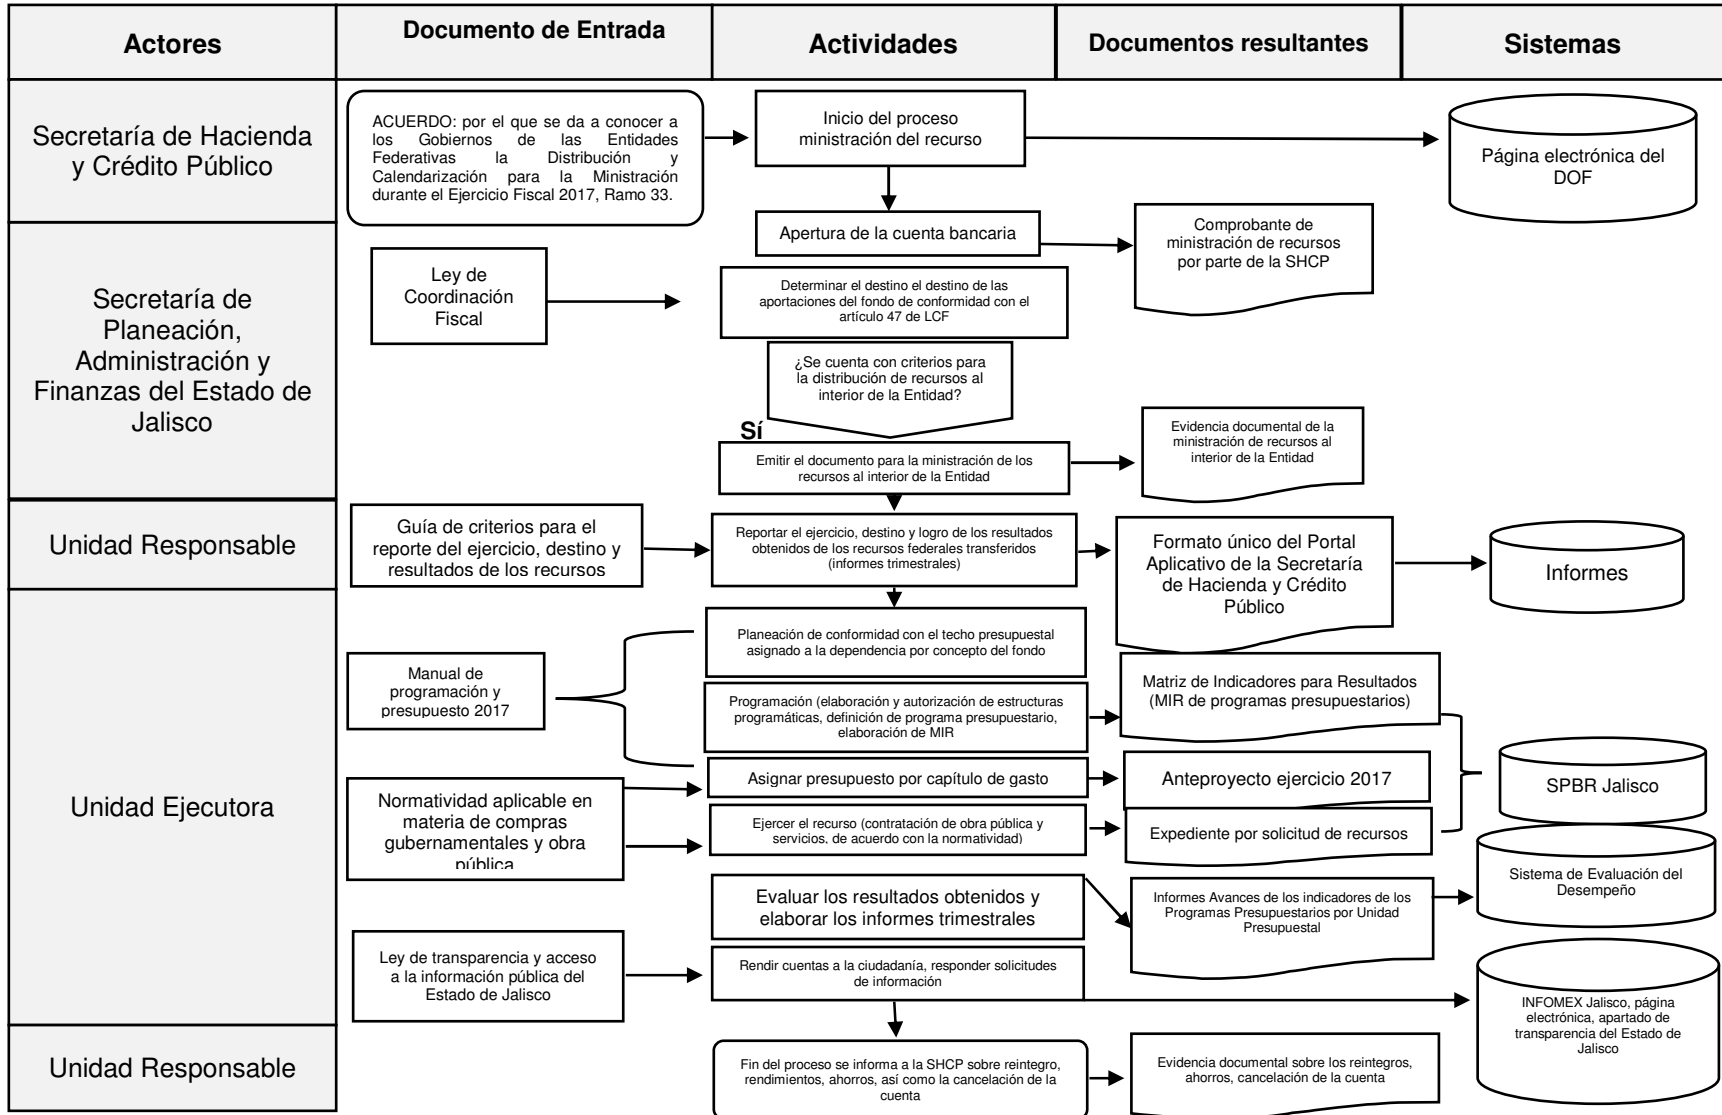 Actores
Documento de Entrada
Actividades
Documentos resultantes
Sistemas
Secretaría de Hacienda
y Crédito Público
ACUERDO: por el que se da a conocer a
los Gobiernos de las Entidades
Federativas la Distribución y
Calendarización para la Ministración
durante el Ejercicio Fiscal 2017, Ramo 33.
Inicio del proceso
ministración del recurso
Página electrónica del
DOF
Secretaría de
Planeación,
Administración y
Finanzas del Estado de
Jalisco
Apertura de la cuenta bancaria
Comprobante de
ministración de recursos
por parte de la SHCP
Ley de
Coordinación
Fiscal
Determinar el destino el destino de las
aportaciones del fondo de conformidad con el
artículo 47 de LCF
¿Se cuenta con criterios para
la distribución de recursos al
interior de la Entidad?
Sí
Emitir el documento para la ministración de los
recursos al interior de la Entidad
Evidencia documental de la
ministración de recursos al
interior de la Entidad
Unidad Responsable
Guía de criterios para el
reporte del ejercicio, destino y
resultados de los recursos
Reportar el ejercicio, destino y logro de los resultados
obtenidos de los recursos federales transferidos
(informes trimestrales)
Formato único del Portal
Aplicativo de la Secretaría
de Hacienda y Crédito
Público
Informes
Unidad Ejecutora
Manual de
programación y
presupuesto 2017
Planeación de conformidad con el techo presupuestal
asignado a la dependencia por concepto del fondo
Programación (elaboración y autorización de estructuras
programáticas, definición de programa presupuestario,
elaboración de MIR
Matriz de Indicadores para Resultados
(MIR de programas presupuestarios)
Asignar presupuesto por capítulo de gasto
Anteproyecto ejercicio 2017
SPBR Jalisco
Normatividad aplicable en
materia de compras
gubernamentales y obra
pública
Ejercer el recurso (contratación de obra pública y
servicios, de acuerdo con la normatividad)
Expediente por solicitud de recursos
Evaluar los resultados obtenidos y
elaborar los informes trimestrales
Informes Avances de los indicadores de los
Programas Presupuestarios por Unidad
Presupuestal
Sistema de Evaluación del
Desempeño
Ley de transparencia y acceso
a la información pública del
Estado de Jalisco
Rendir cuentas a la ciudadanía, responder solicitudes
de información
INFOMEX Jalisco, página
electrónica, apartado de
transparencia del Estado de
Jalisco
Unidad Responsable
Fin del proceso se informa a la SHCP sobre reintegro,
rendimientos, ahorros, así como la cancelación de la
cuenta
Evidencia documental sobre los reintegros,
ahorros, cancelación de la cuenta